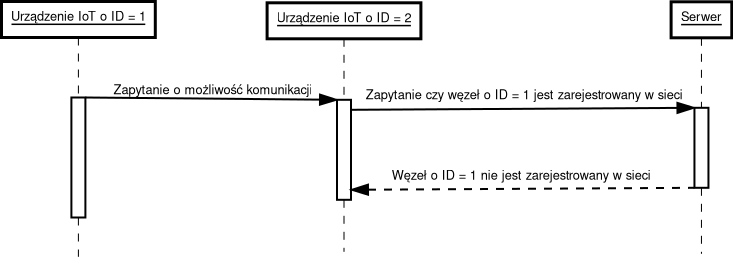 Urządzenie IoT o ID = 1
Urządzenie IoT o ID = 2
Serwer
Zapytanie o możliwość komunikacji
Zapytanie czy węzeł o ID = 1 jest zarejestrowany w sieci
Węzeł o ID = 1 nie jest zarejestrowany w sieci